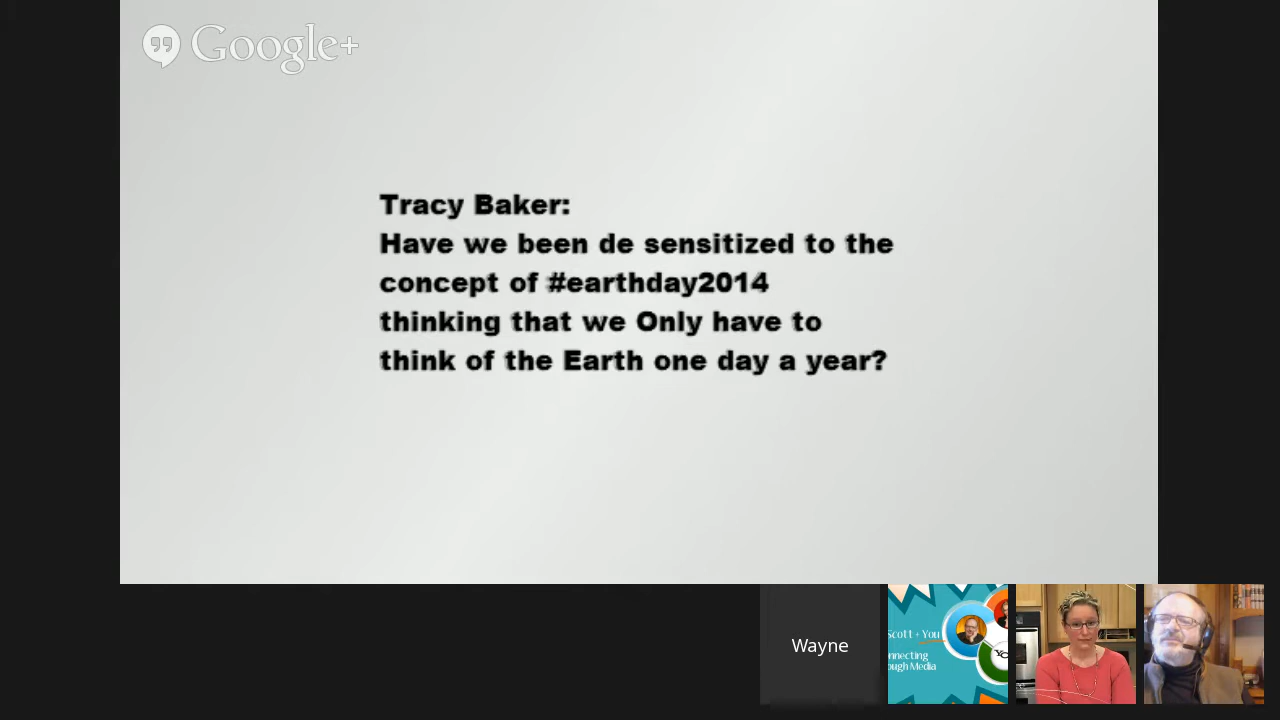 Google+
Tracy Baker:
Have we been de sensitized to the
concept of #earthday2014
thinking that we Only have to
think of the Earth one day a year?
Wayne
Scott + You
ough Media